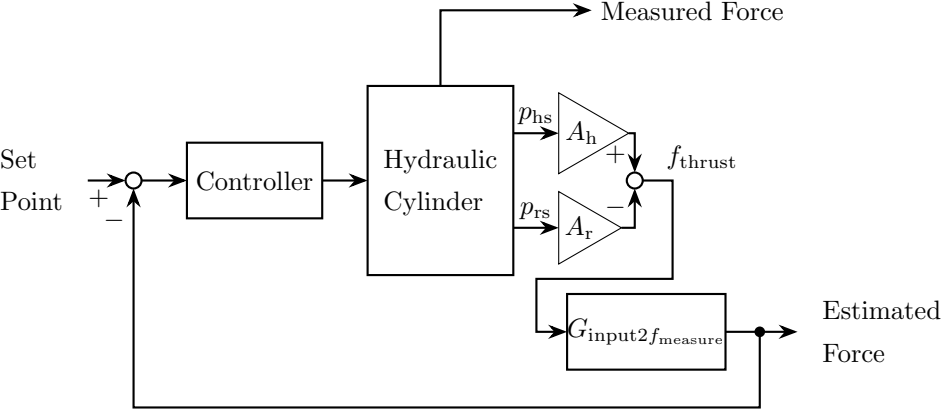 Measured Force
Set
Point
+
−
Controller
Hydraulic
Cylinder
p_hs
A_h
+
f_thrust
p_rs
A_r
−
G_input2f_measure
Estimated
Force